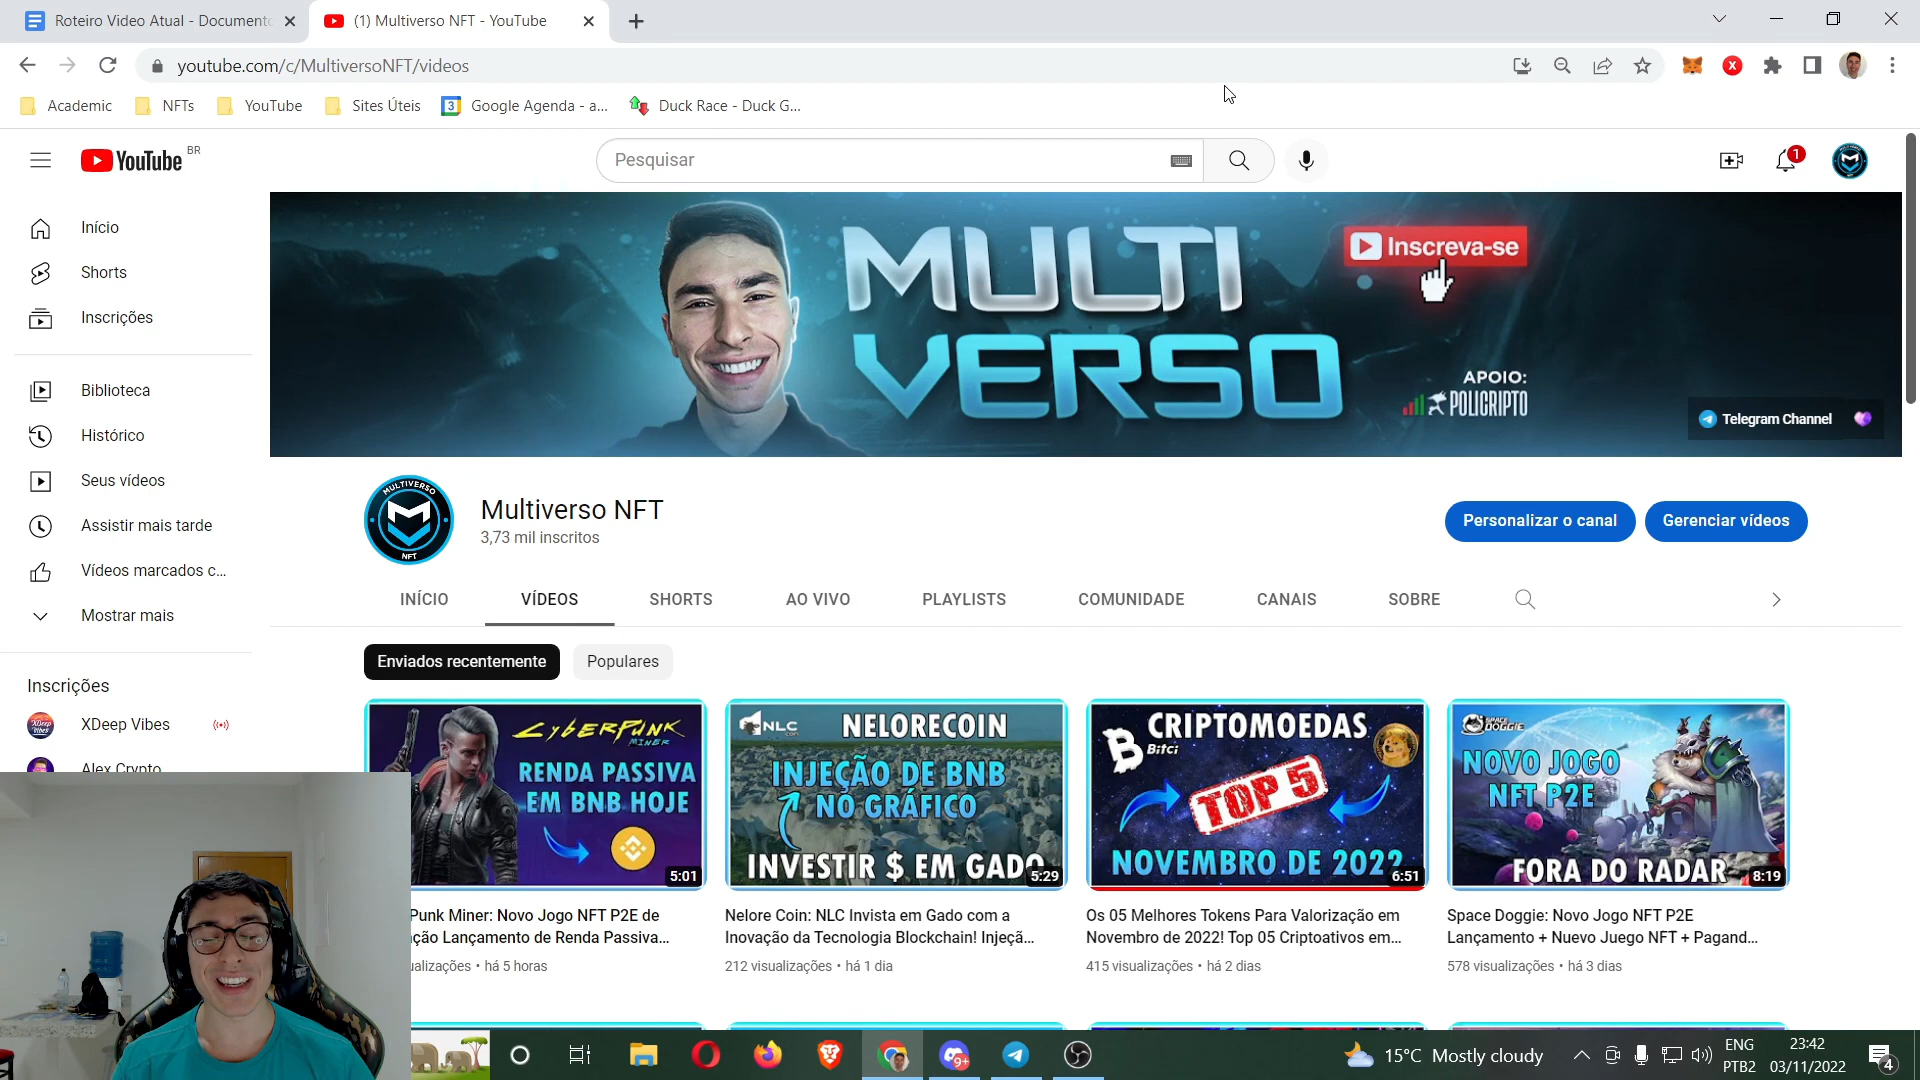 Roteiro Video Atual - Documento
(1) Multiverso NFT - YouTube
youtube.com/c/MultiversoNFT/videos
Academic
NFTs
YouTube
Sites Úteis
3
Google Agenda - a...
Duck Race - Duck G...
YouTube BR
Pesquisar
1
MULTI
VERSO
Inscreva-se
APOIO:
POLICRIPTO
Telegram Channel
Início
Shorts
Inscrições
Biblioteca
Histórico
Seus vídeos
Assistir mais tarde
Vídeos marcados c...
Mostrar mais
Inscrições
XDeep Vibes
Alex Crypto
MULTIVERSO
NFT
Multiverso NFT
3,73 mil inscritos
Personalizar o canal
Gerenciar vídeos
INÍCIO
VÍDEOS
SHORTS
AO VIVO
PLAYLISTS
COMUNIDADE
CANAIS
SOBRE
Enviados recentemente
Populares
CYBERPUNK
MINER
RENDA PASSIVA
EM BNB HOJE
5:01
Punk Miner: Novo Jogo NFT P2E de
ção Lançamento de Renda Passiva...
alizações • há 5 horas
NLC
coin
NELORECOIN
INJEÇÃO DE BNB
NO GRÁFICO
INVESTIR $ EM GADO
5:29
Nelore Coin: NLC Invista em Gado com a
Inovação da Tecnologia Blockchain! Injeçã...
212 visualizações • há 1 dia
CRIPTOMOEDAS
Bitci
TOP 5
NOVEMBRO DE 2022
6:51
Os 05 Melhores Tokens Para Valorização em
Novembro de 2022! Top 05 Criptoativos em...
415 visualizações • há 2 dias
SPACE
DOGGIE
NOVO JOGO
NFT P2E
FORA DO RADAR
8:19
Space Doggie: Novo Jogo NFT P2E
Lançamento + Nuevo Juego NFT + Pagand...
578 visualizações • há 3 dias
9+
15°C Mostly cloudy
ENG
PTB2
23:42
03/11/2022
4